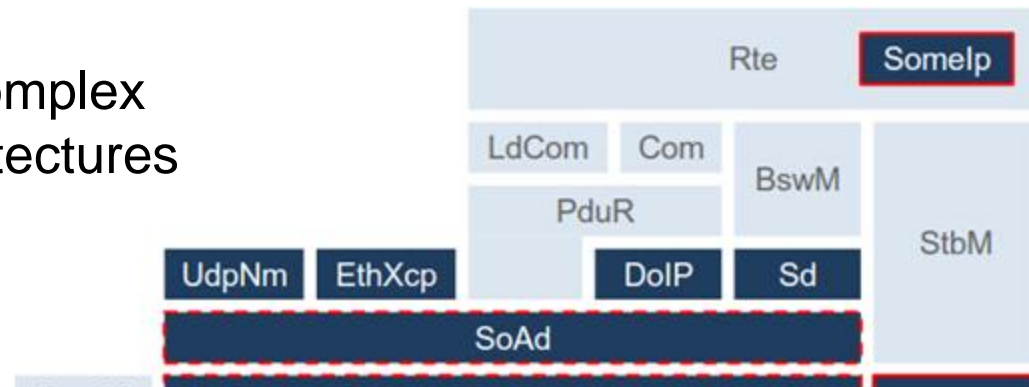 omplex
tectures
Rte
SomeIp
LdCom
Com
BswM
PduR
StbM
UdpNm
EthXcp
DoIP
Sd
SoAd